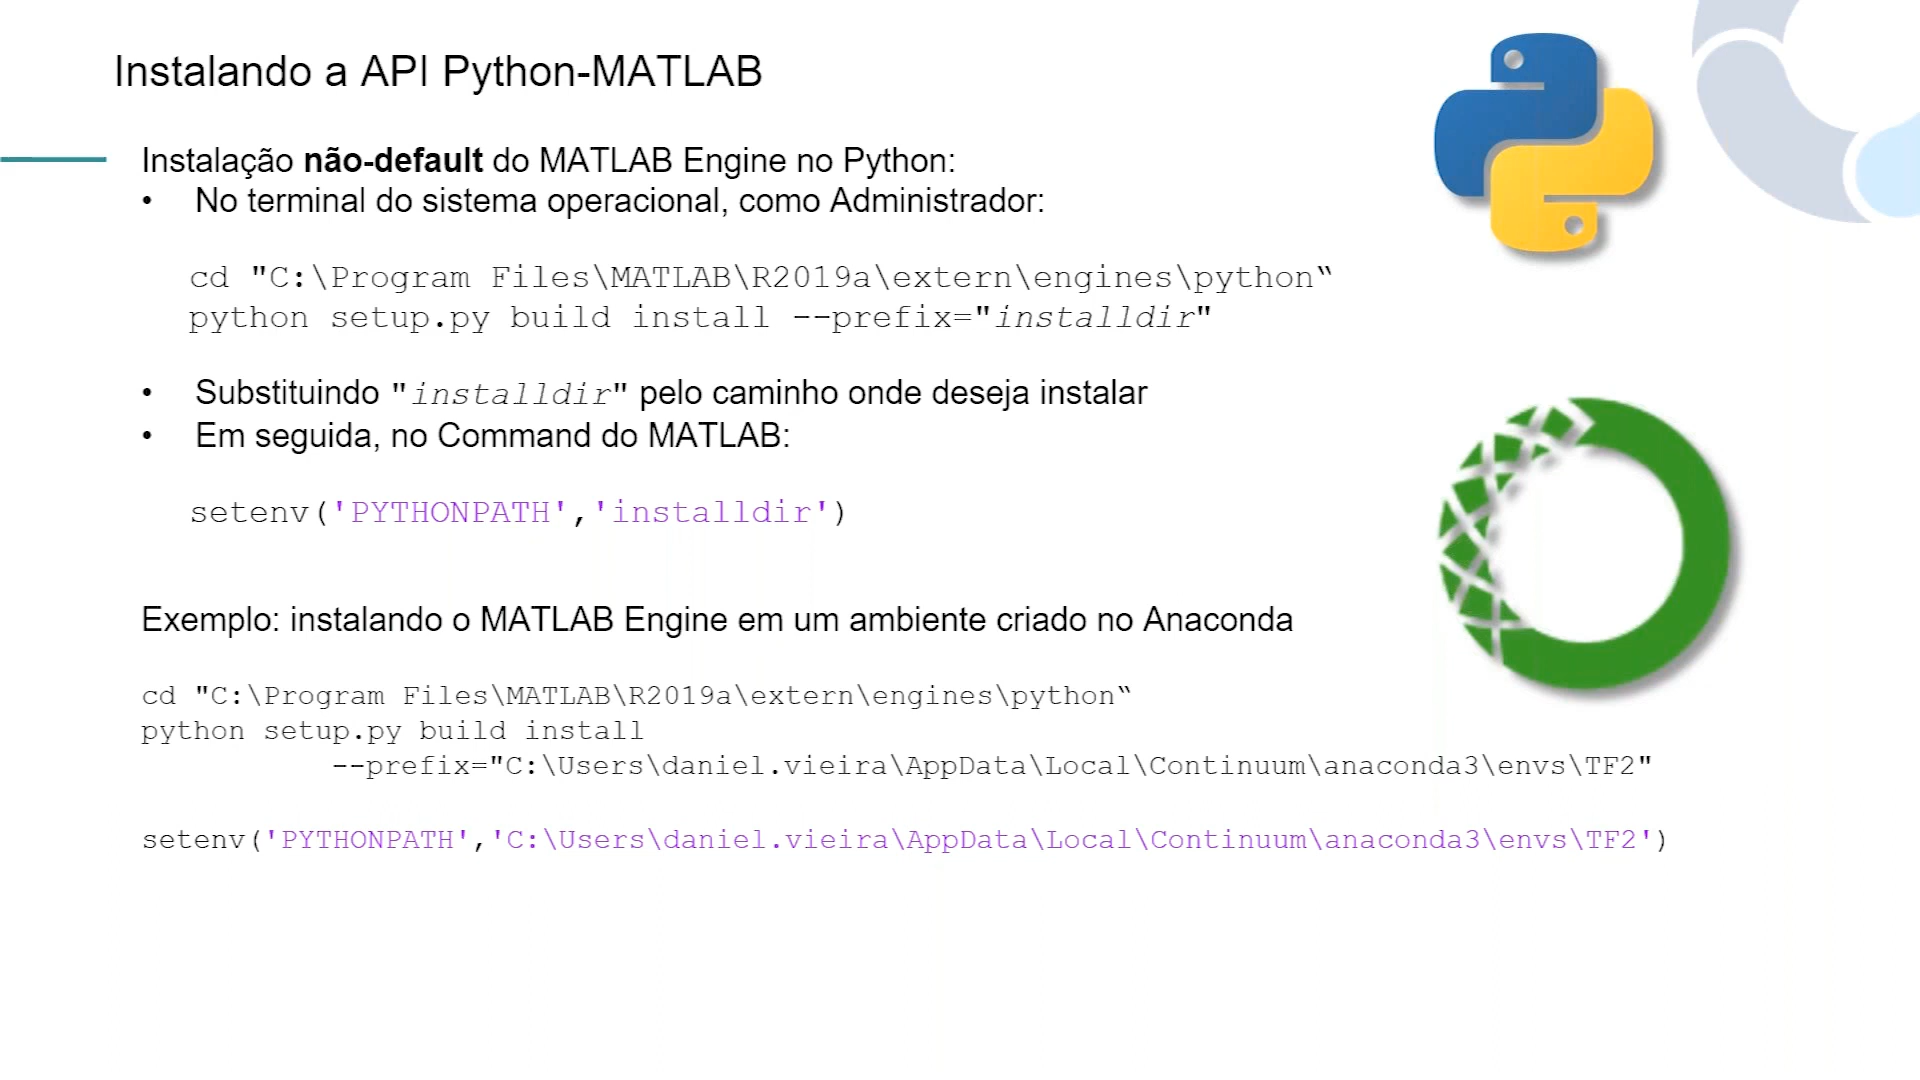 Instalando a API Python-MATLAB
Instalação não-default do MATLAB Engine no Python:
• No terminal do sistema operacional, como Administrador:
cd "C:\Program Files\MATLAB\R2019a\extern\engines\python“
python setup.py build install --prefix="installdir"
• Substituindo "installdir" pelo caminho onde deseja instalar
• Em seguida, no Command do MATLAB:
setenv('PYTHONPATH','installdir')
Exemplo: instalando o MATLAB Engine em um ambiente criado no Anaconda
cd "C:\Program Files\MATLAB\R2019a\extern\engines\python“
python setup.py build install
--prefix="C:\Users\daniel.vieira\AppData\Local\Continuum\anaconda3\envs\TF2"
setenv('PYTHONPATH','C:\Users\daniel.vieira\AppData\Local\Continuum\anaconda3\envs\TF2')